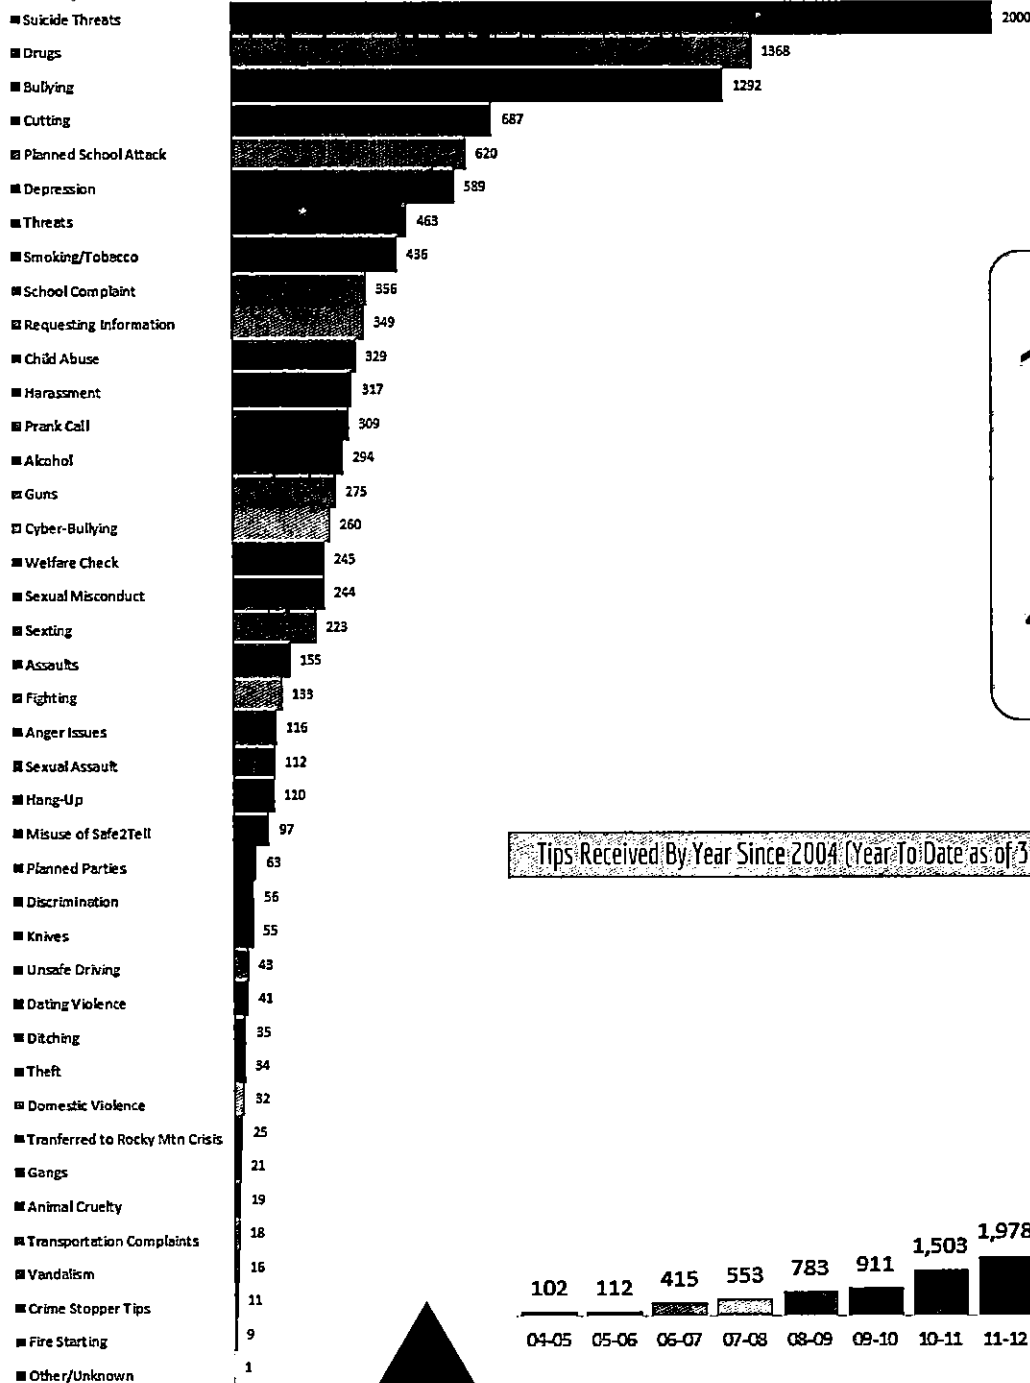 Suicide Threats 2000
Drugs 1368
Bullying 1292
Cutting 687
Planned School Attack 620
Depression 589
Threats 463
Smoking/Tobacco 436
School Complaint 356
Requesting Information 349
Child Abuse 329
Harassment 317
Prank Call 309
Alcohol 294
Guns 275
Cyber-Bullying 260
Welfare Check 245
Sexual Misconduct 244
Sexting 223
Assaults 155
Fighting 133
Anger Issues 116
Sexual Assault 112
Hang-Up 110
Misuse of Safe2Tell 97
Planned Parties 63
Discrimination 56
Knives 55
Unsafe Driving 43
Dating Violence 41
Ditching 35
Theft 34
Domestic Violence 32
Tranferred to Rocky Mtn Crisis 25
Gangs 21
Animal Cruelty 19
Transportation Complaints 18
Vandalism 16
Crime Stopper Tips 11
Fire Starting 9
Other/Unknown 1
Tips Received By Year Since 2004 (Year To Date as of 3
102 112 415 553 783 911 1,503 1,978
04-05 05-06 06-07 07-08 08-09 09-10 10-11 11-12